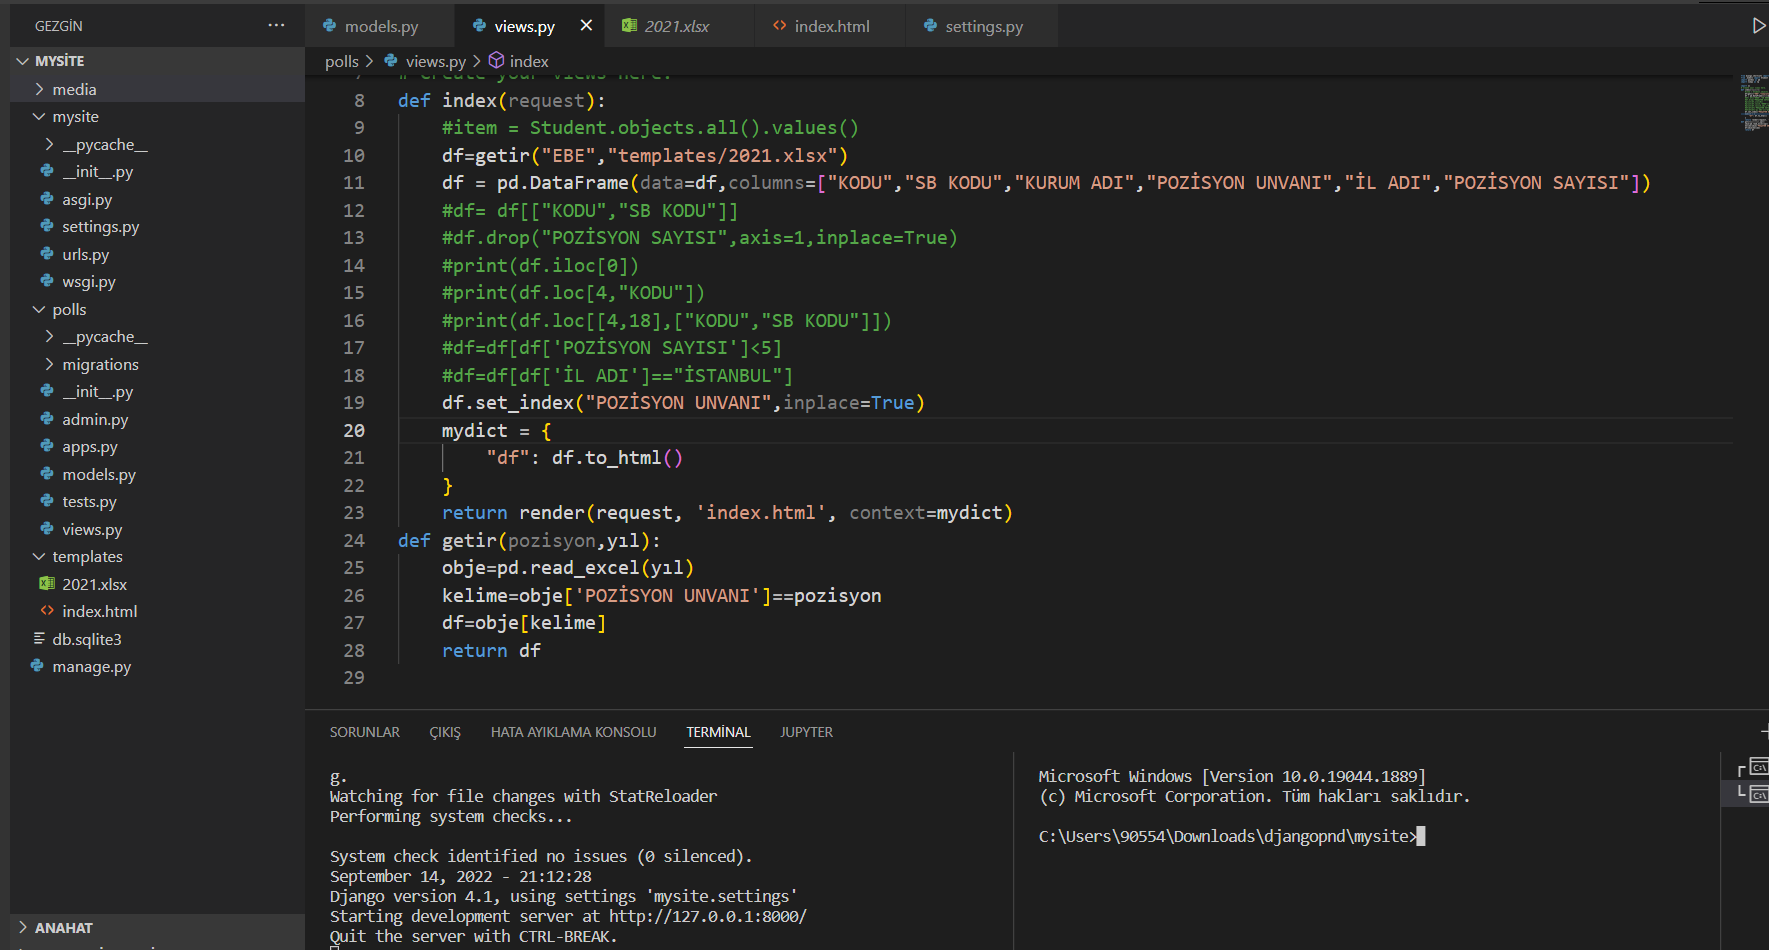 GEZGİN ···
MYSİTE
media
mysite
__pycache__
__init__.py
asgi.py
settings.py
urls.py
wsgi.py
polls
__pycache__
migrations
__init__.py
admin.py
apps.py
models.py
tests.py
views.py
templates
2021.xlsx
index.html
db.sqlite3
manage.py
ANAHAT
models.py views.py 2021.xlsx index.html settings.py
polls > views.py > index
7 # Create your views here.
8 def index(request):
9     #item = Student.objects.all().values()
10     df=getir("EBE","templates/2021.xlsx")
11     df = pd.DataFrame(data=df,columns=["KODU","SB KODU","KURUM ADI","POZİSYON UNVANI","İL ADI","POZİSYON SAYISI"])
12     #df= df[["KODU","SB KODU"]]
13     #df.drop("POZISYON SAYISI",axis=1,inplace=True)
14     #print(df.iloc[0])
15     #print(df.loc[4,"KODU"])
16     #print(df.loc[[4,18],["KODU","SB KODU"]])
17     #df=df[df['POZİSYON SAYISI']<5]
18     #df=df[df['İL ADI']=="İSTANBUL"]
19     df.set_index("POZİSYON UNVANI",inplace=True)
20     mydict = {
21         "df": df.to_html()
22     }
23     return render(request, 'index.html', context=mydict)
24 def getir(pozisyon,yıl):
25     obje=pd.read_excel(yıl)
26     kelime=obje['POZİSYON UNVANI']==pozisyon
27     df=obje[kelime]
28     return df
29
SORUNLAR ÇIKIŞ HATA AYIKLAMA KONSOLU TERMİNAL JUPYTER
g.
Watching for file changes with StatReloader
Performing system checks...
System check identified no issues (0 silenced).
September 14, 2022 - 21:12:28
Django version 4.1, using settings 'mysite.settings'
Starting development server at http://127.0.0.1:8000/
Quit the server with CTRL-BREAK.
Microsoft Windows [Version 10.0.19044.1889]
(c) Microsoft Corporation. Tüm hakları saklıdır.
C:\Users\90554\Downloads\djangopnd\mysite>